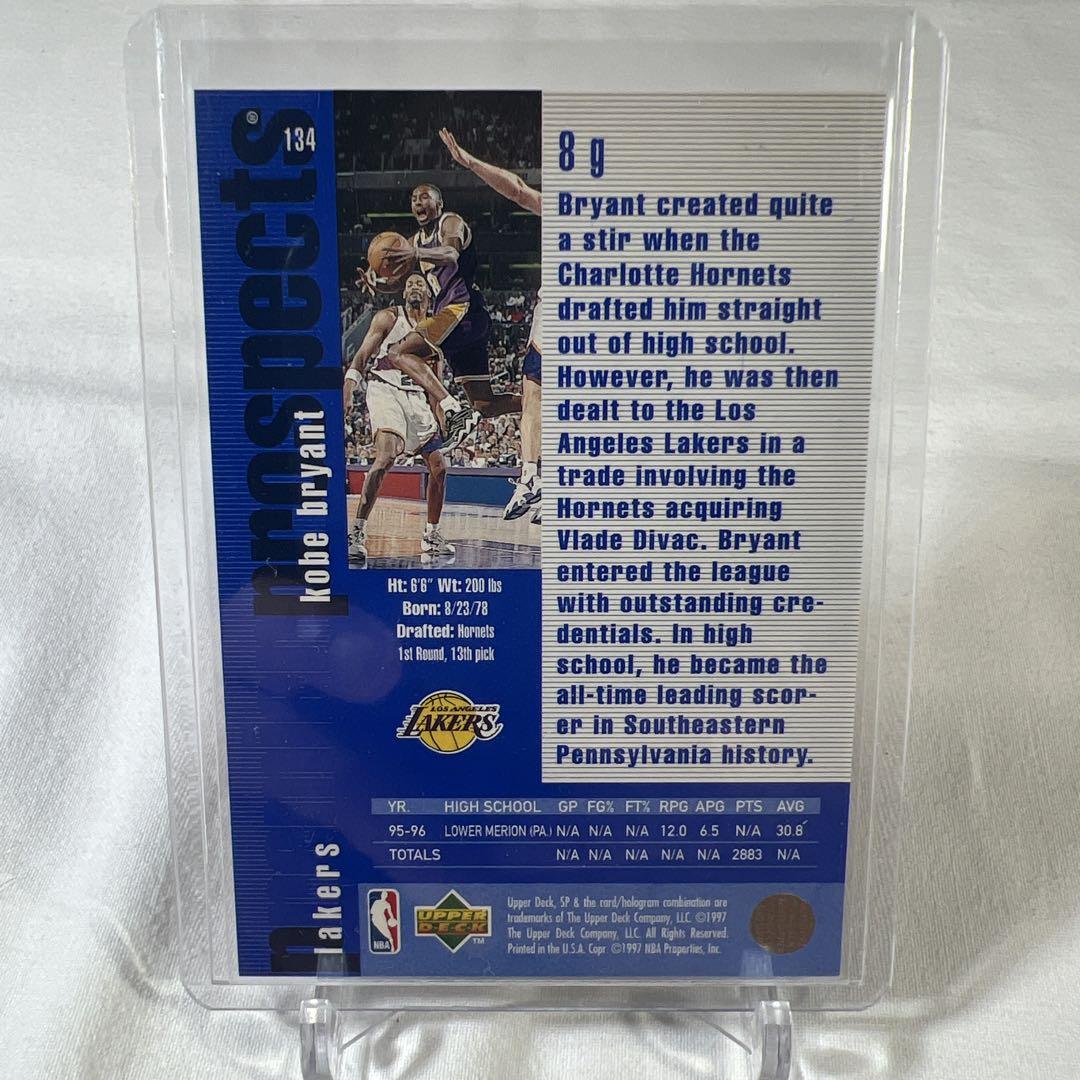 134
prospects®
kobe bryant
lakers
8 g
Bryant created quite
a stir when the
Charlotte Hornets
drafted him straight
out of high school.
However, he was then
dealt to the Los
Angeles Lakers in a
trade involving the
Hornets acquiring
Vlade Divac. Bryant
entered the league
with outstanding cre-
dentials. In high
school, he became the
all-time leading scor-
er in Southeastern
Pennsylvania history.
Ht: 6'6" Wt: 200 lbs
Born: 8/23/78
Drafted: Hornets
1st Round, 13th pick
LOS ANGELES
LAKERS
YR. HIGH SCHOOL GP FG% FT% RPG APG PTS AVG
95-96 LOWER MERION (PA.) N/A N/A N/A 12.0 6.5 N/A 30.8
TOTALS N/A N/A N/A N/A N/A 2883 N/A
NBA
UPPER
DECK
TM
Upper Deck, SP & the card/hologram combination are
trademarks of The Upper Deck Company, LLC. ©1997
The Upper Deck Company, LLC. All Rights Reserved.
Printed in the U.S.A. Copr ©1997 NBA Properties, Inc.